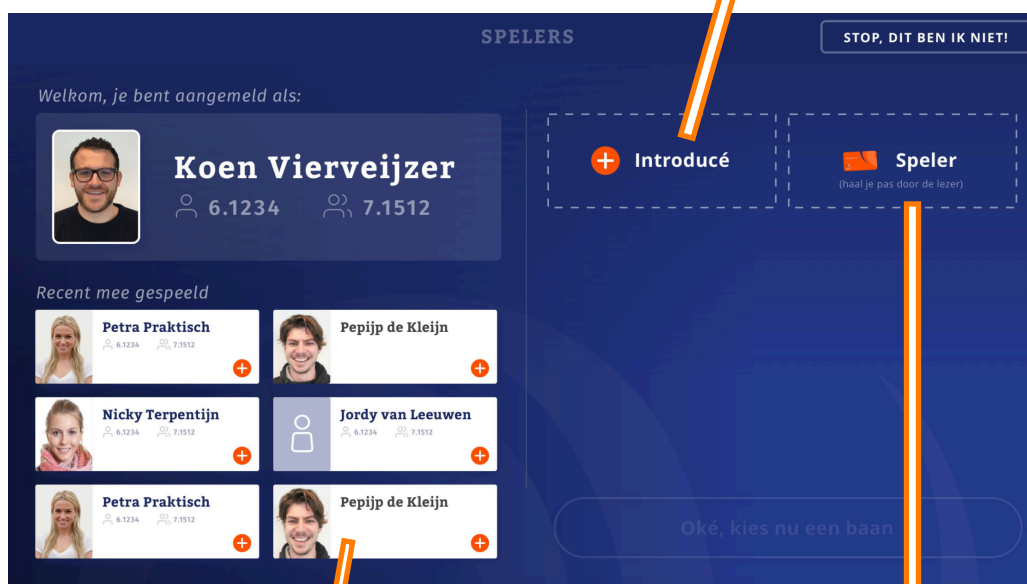 SPELERS
STOP, DIT BEN IK NIET!
Welkom, je bent aangemeld als:
Koen Vierveijzer
6.1234 7.1512
Introducé
Speler
(haal je pas door de lezer)
Recent mee gespeeld
Petra Praktisch
6.1234 7.1512
Pepijp de Kleijn
Nicky Terpentijn
6.1234 7.1512
Jordy van Leeuwen
6.1234 7.1512
Petra Praktisch
6.1234 7.1512
Pepijp de Kleijn
Oké, kies nu een baan